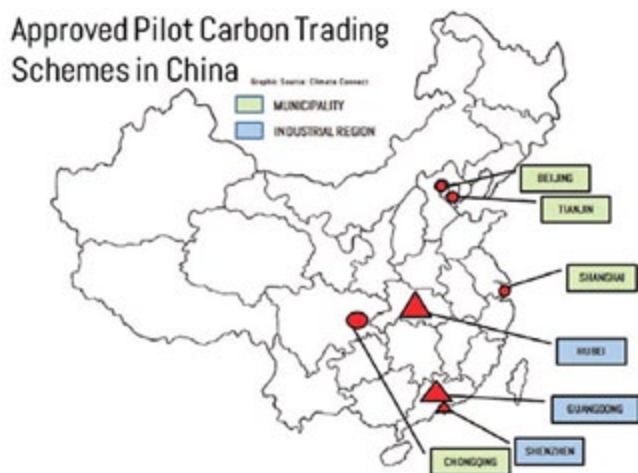 Approved Pilot Carbon Trading
Schemes in China
Graphic Source: Climate Connect
MUNICIPALITY
INDUSTRIAL REGION
BEIJING
TIANJIN
SHANGHAI
HUBEI
GUANGDONG
SHENZHEN
CHONGQING